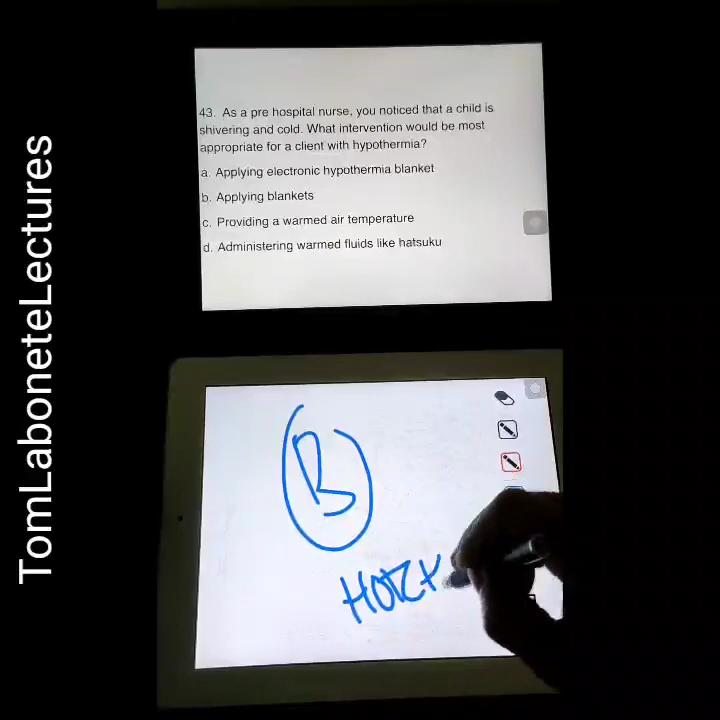 TomLaboneteLectures
43. As a pre hospital nurse, you noticed that a child is
shivering and cold. What intervention would be most
appropriate for a client with hypothermia?
a. Applying electronic hypothermia blanket
b. Applying blankets
c. Providing a warmed air temperature
d. Administering warmed fluids like hatsuku
B